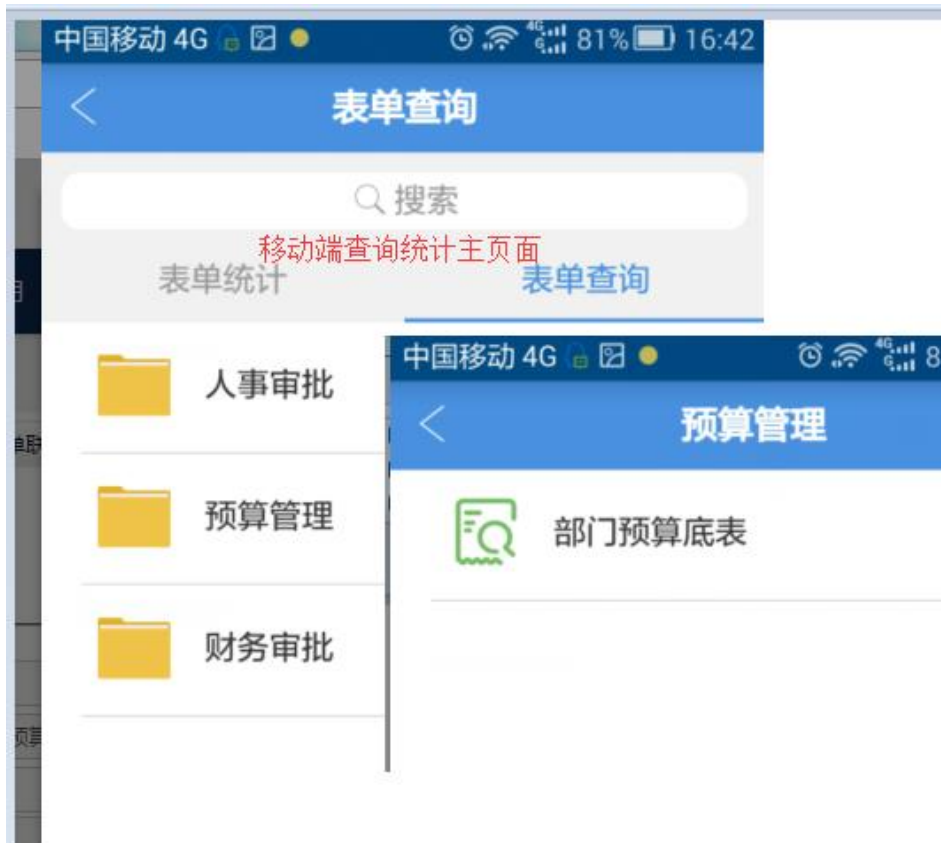 中国移动 4G 4G 81% 16:42
表单查询
搜索
移动端查询统计主页面
表单统计 表单查询
人事审批
预算管理
财务审批
中国移动 4G 4G 8
预算管理
部门预算底表